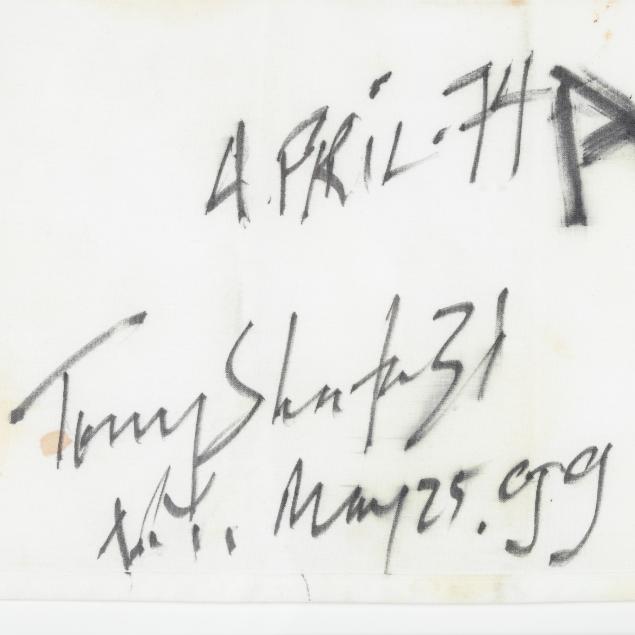 APRIL.74 P
Tony Shafrazi
N.Y. May 25. 99